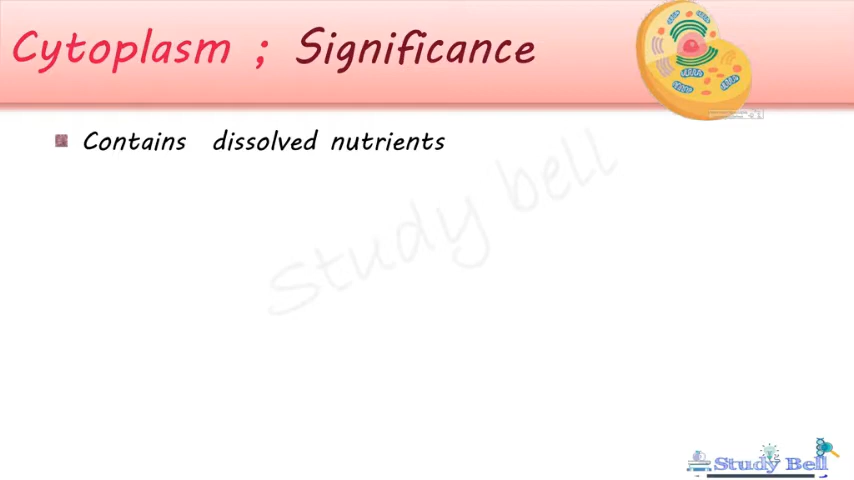 Cytoplasm ; Significance
Contains dissolved nutrients
Study bell
Study Bell